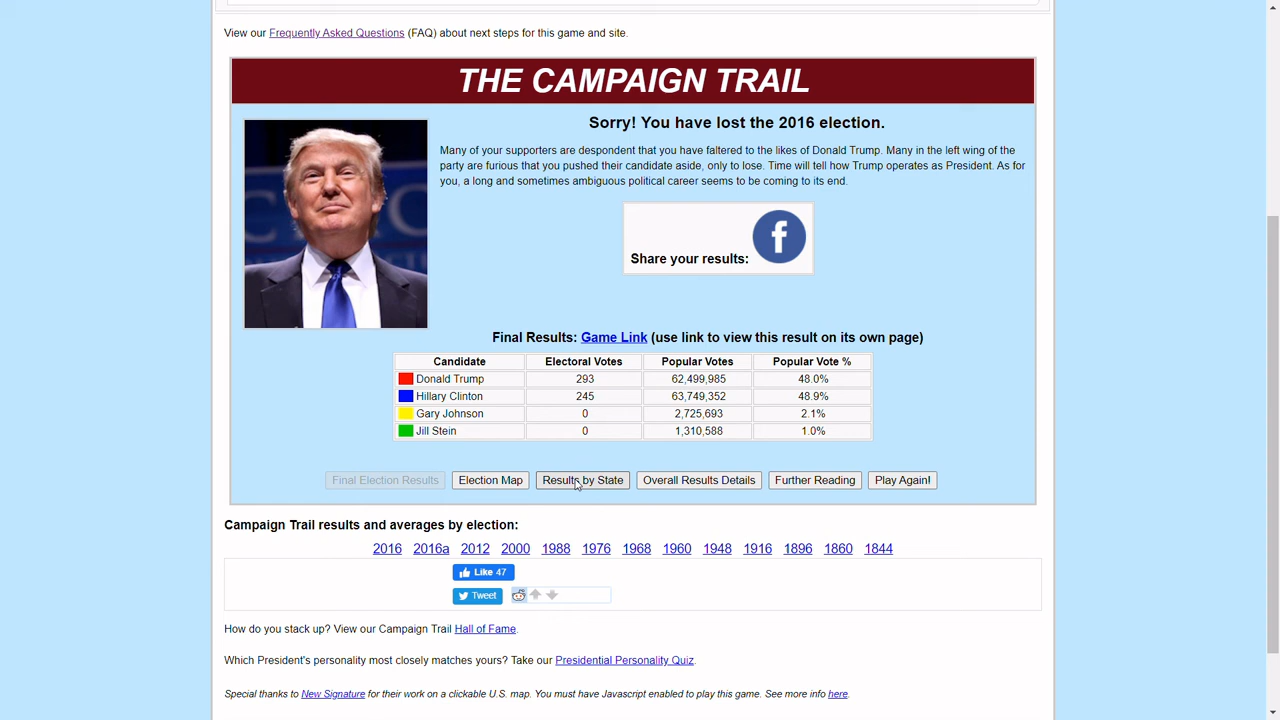 View our Frequently Asked Questions (FAQ) about next steps for this game and site.
THE CAMPAIGN TRAIL
Sorry! You have lost the 2016 election.
Many of your supporters are despondent that you have faltered to the likes of Donald Trump. Many in the left wing of the
party are furious that you pushed their candidate aside, only to lose. Time will tell how Trump operates as President. As for
you, a long and sometimes ambiguous political career seems to be coming to its end.
Share your results:
Final Results: Game Link (use link to view this result on its own page)
Candidate Electoral Votes Popular Votes Popular Vote %
Donald Trump 293 62,499,985 48.0%
Hillary Clinton 245 63,749,352 48.9%
Gary Johnson 0 2,725,693 2.1%
Jill Stein 0 1,310,588 1.0%
Final Election Results Election Map Results by State Overall Results Details Further Reading Play Again!
Campaign Trail results and averages by election:
2016 2016a 2012 2000 1988 1976 1968 1960 1948 1916 1896 1860 1844
Like 47
Tweet
How do you stack up? View our Campaign Trail Hall of Fame.
Which President's personality most closely matches yours? Take our Presidential Personality Quiz.
Special thanks to New Signature for their work on a clickable U.S. map. You must have Javascript enabled to play this game. See more info here.